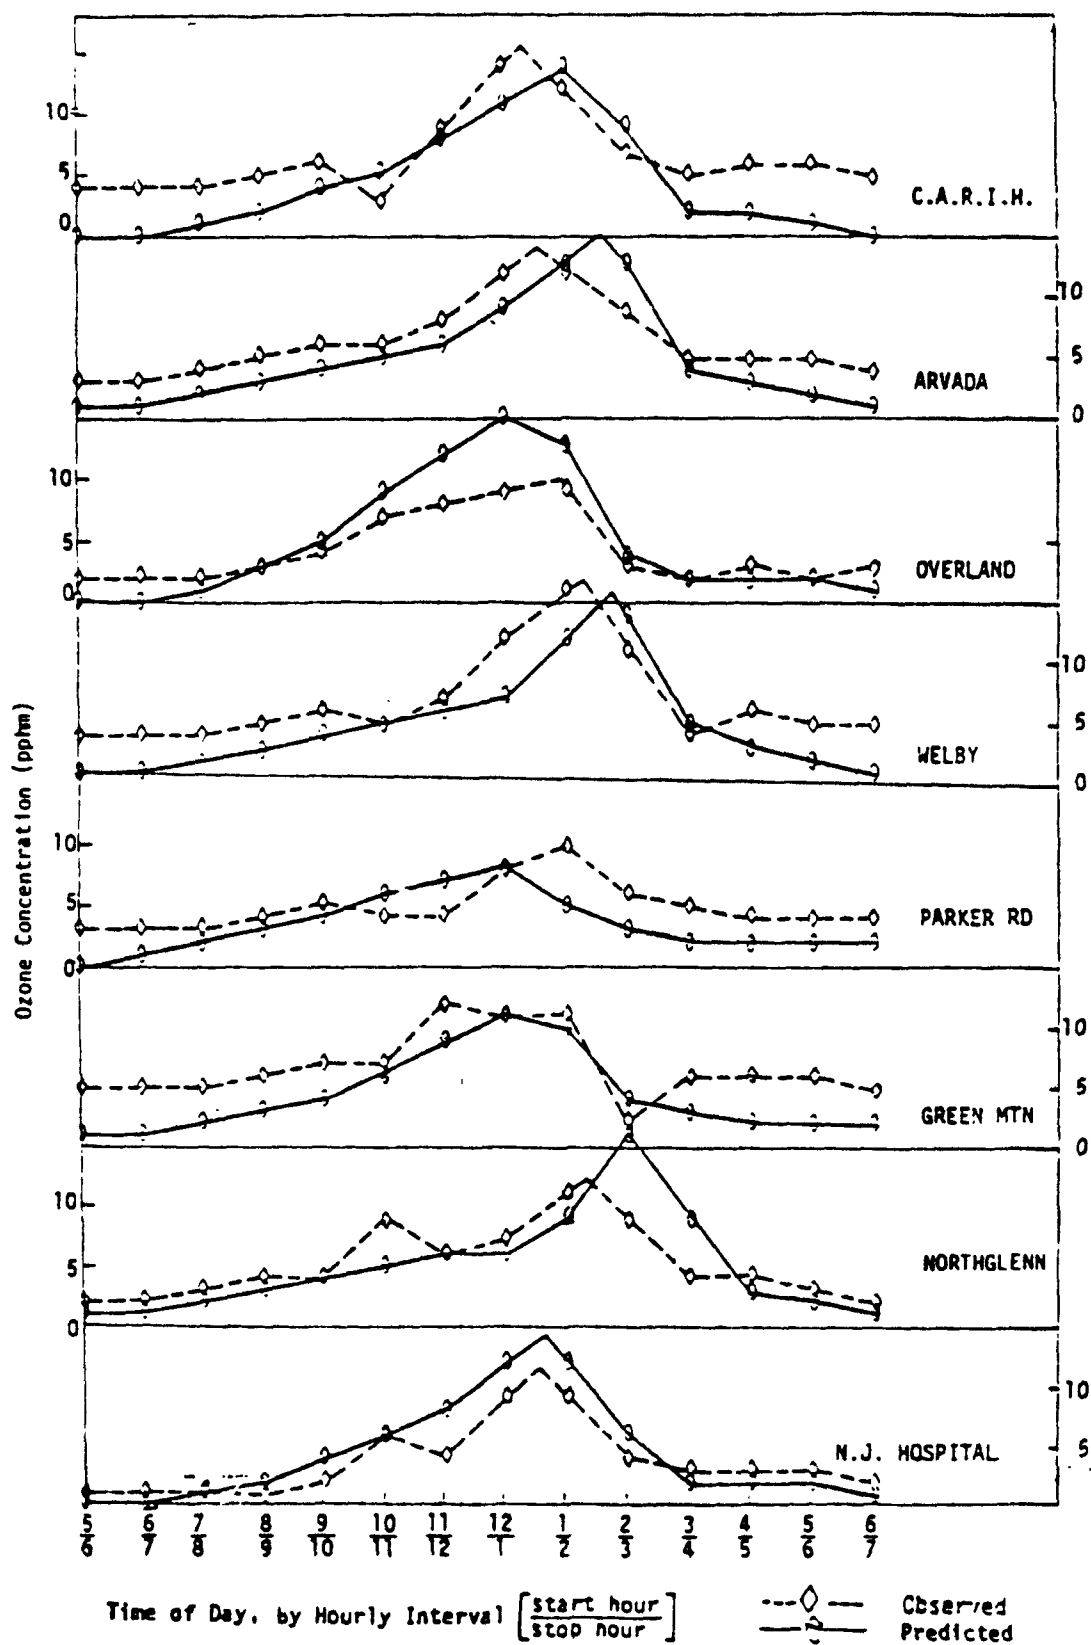 10
5
0
C.A.R.I.H.
10
5
0
ARVADA
10
5
0
OVERLAND
10
5
0
WELBY
Ozone Concentration (pphm)
10
5
0
PARKER RD
10
5
0
GREEN MTN
10
5
0
NORTHGLENN
10
5
N.J. HOSPITAL
5/6 6/7 7/8 8/9 9/10 10/11 11/12 12/1 1/2 2/3 3/4 4/5 5/6 6/7
Time of Day, by Hourly Interval [start hour / stop hour]
Observed
Predicted